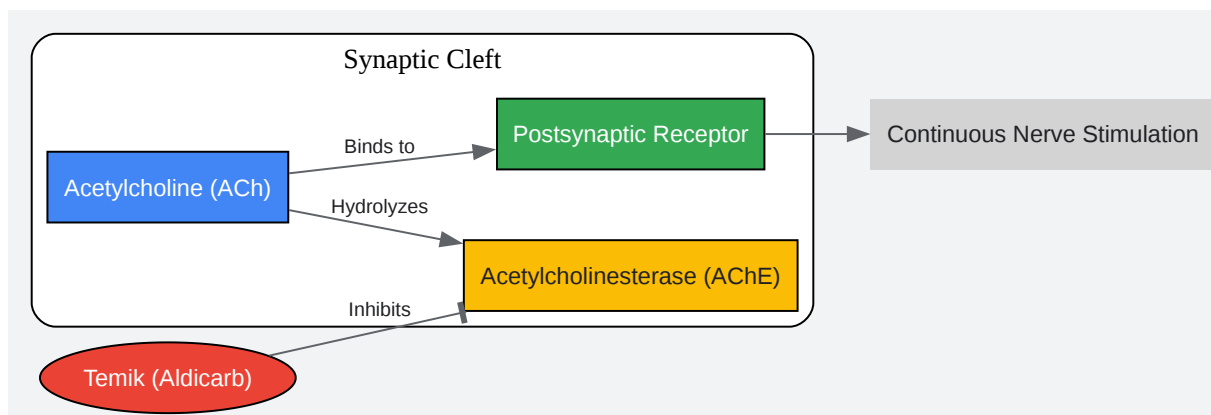 Synaptic Cleft
Acetylcholine (ACh)
Binds to
Hydrolyzes
Postsynaptic Receptor
Acetylcholinesterase (AChE)
Continuous Nerve Stimulation
Inhibits
Temik (Aldicarb)